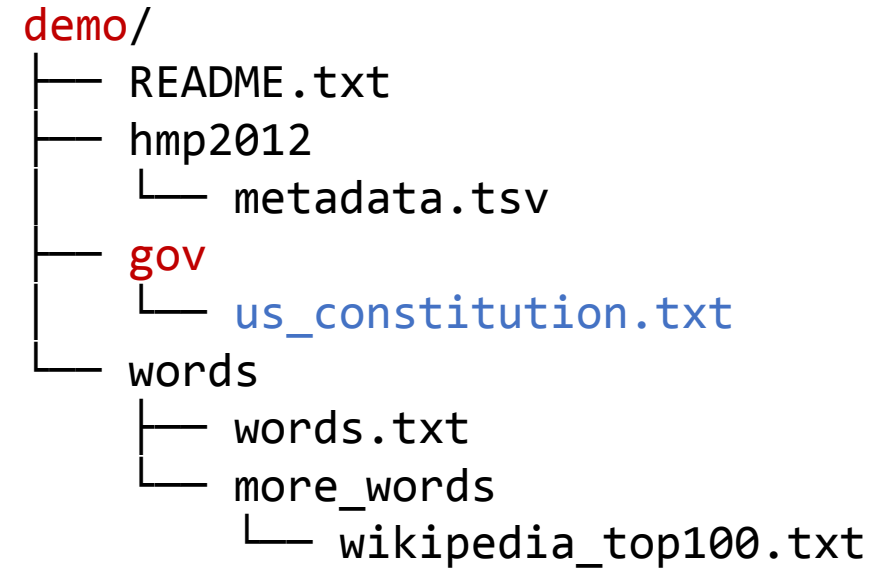 demo/
├── README.txt
├── hmp2012
│   └── metadata.tsv
├── gov
│   └── us_constitution.txt
└── words
    ├── words.txt
    └── more_words
        └── wikipedia_top100.txt